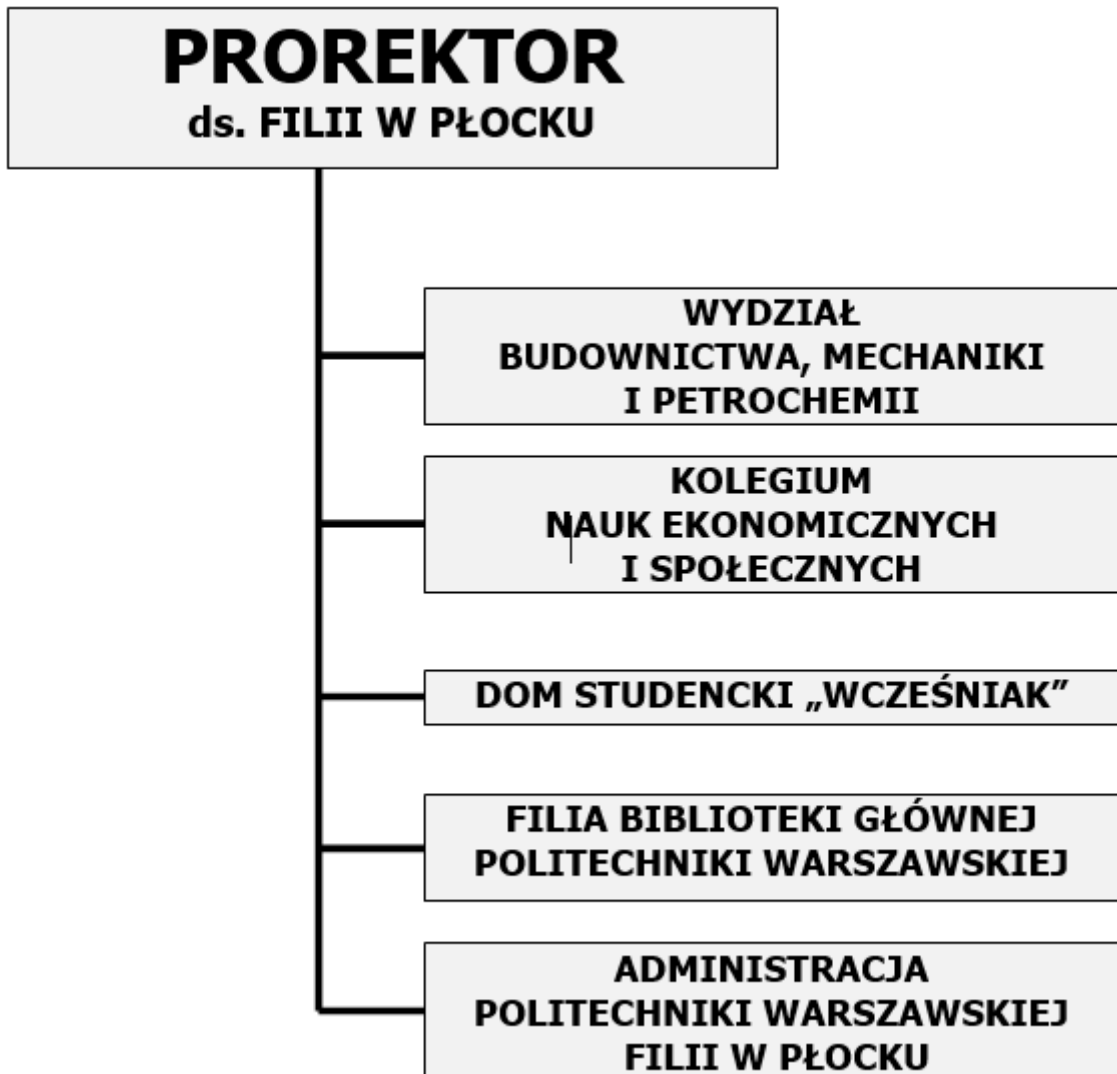 PROREKTOR
ds. FILII W PŁOCKU
WYDZIAŁ
BUDOWNICTWA, MECHANIKI
I PETROCHEMII
KOLEGIUM
NAUK EKONOMICZNYCH
I SPOŁECZNYCH
DOM STUDENCKI „WCZEŚNIAK”
FILIA BIBLIOTEKI GŁÓWNEJ
POLITECHNIKI WARSZAWSKIEJ
ADMINISTRACJA
POLITECHNIKI WARSZAWSKIEJ
FILII W PŁOCKU